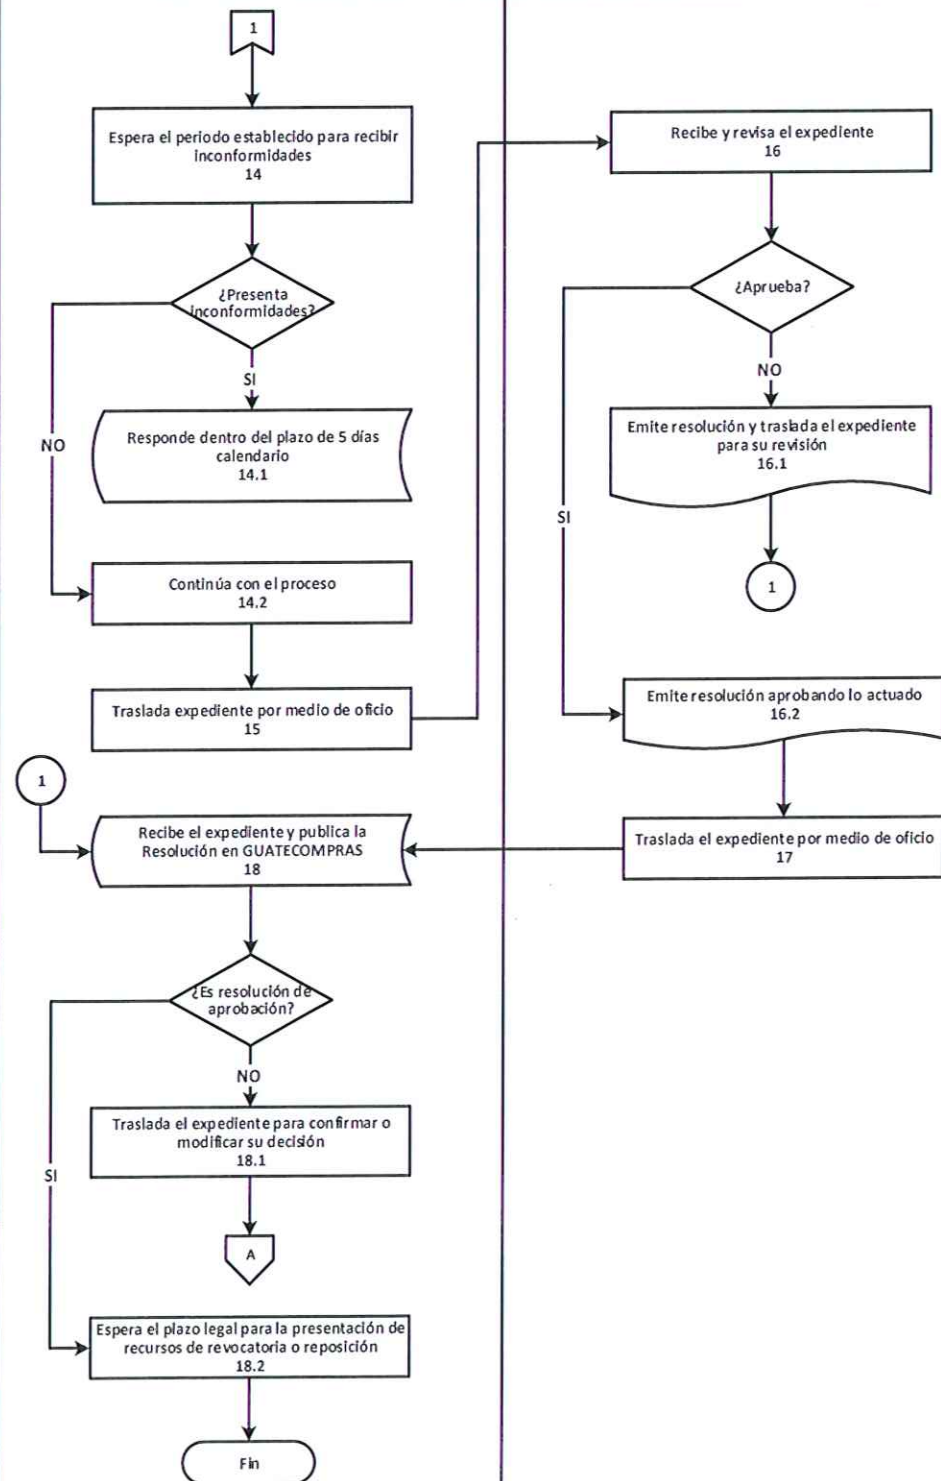 1
Espera el periodo establecido para recibir
inconformidades
14
¿Presenta
inconformidades?
SI
NO
Responde dentro del plazo de 5 días
calendario
14.1
Continúa con el proceso
14.2
Traslada expediente por medio de oficio
15
Recibe y revisa el expediente
16
¿Aprueba?
NO
SI
Emite resolución y traslada el expediente
para su revisión
16.1
1
Emite resolución aprobando lo actuado
16.2
Traslada el expediente por medio de oficio
17
1
Recibe el expediente y publica la
Resolución en GUATECOMPRAS
18
¿Es resolución de
aprobación?
NO
SI
Traslada el expediente para confirmar o
modificar su decisión
18.1
A
Espera el plazo legal para la presentación de
recursos de revocatoria o reposición
18.2
Fin